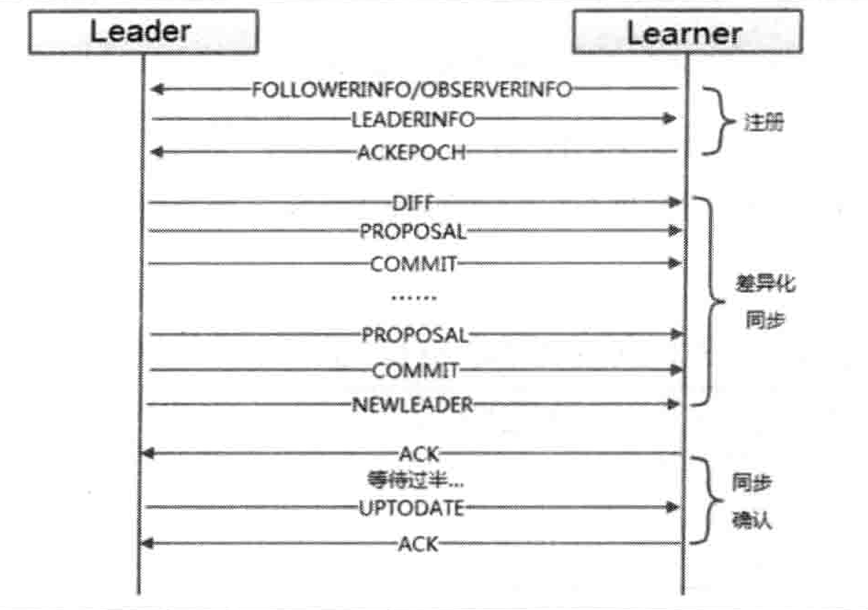 Leader
Learner
FOLLOWERINFO/OBSERVERINFO
LEADERINFO
注册
ACKEPOCH
DIFF
PROPOSAL
COMMIT
差异化
同步
……
PROPOSAL
COMMIT
NEWLEADER
ACK
等待过半...
同步
确认
UPTODATE
ACK